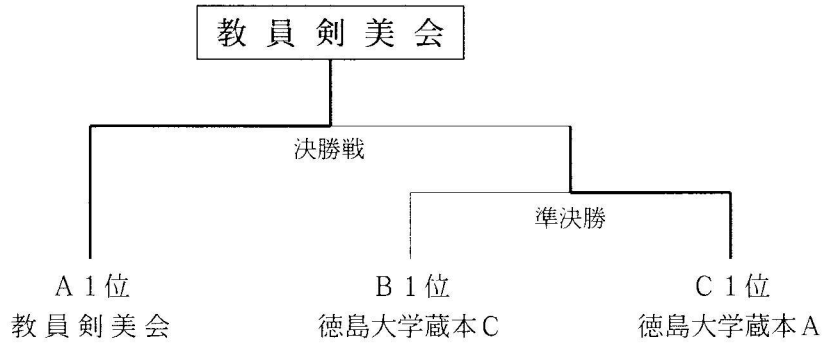 教員剣美会
決勝戦
準決勝
A1位
教員剣美会
B1位
徳島大学蔵本C
C1位
徳島大学蔵本A